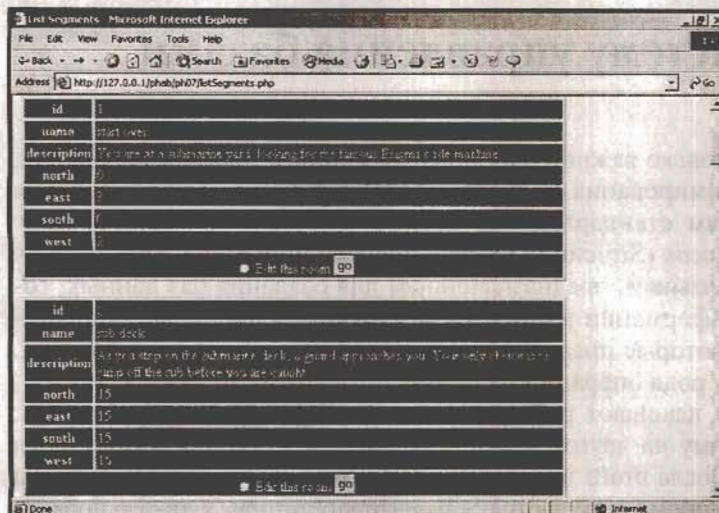 List Segments - Microsoft Internet Explorer
File Edit View Favorites Tools Help
Back Search Favorites Media
Address http://127.0.0.1/phab/ph07/listSegments.php Go
id 1
name start over
description You are at a submarine yard, looking for the famous Enigma code machine
north 0
east
south 0
west 2
Edit this room go
id
name sub deck
description As you step on the submarine deck, a guard approaches you. Your only choice is to
jump off the sub before you are caught
north 15
east 15
south 15
west 15
Edit this room go
Done Internet